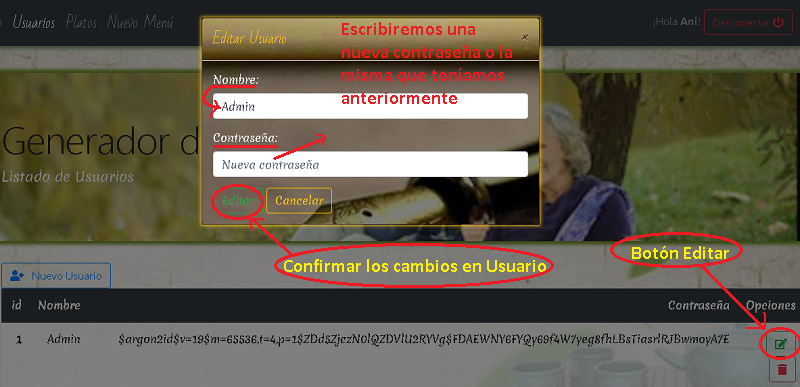 Usuarios Platos Nuevo Menú
¡Hola Ani! Desconectar
Editar Usuario ×
Escribiremos una
nueva contraseña o la
misma que teníamos
anteriormente
Nombre:
Admin
Contraseña:
Nueva contraseña
Editar Cancelar
Generador d
Listado de Usuarios
Confirmar los cambios en Usuario
Botón Editar
Nuevo Usuario
id Nombre Contraseña Opciones
1 Admin $argon2id$v=19$m=65536,t=4,p=1$ZDd5ZjczN0lQZDVlU2RYVg$FDAEWNY6FYQy69f4W7yeg8fhLBsTiasrlRJBwmoyA7E